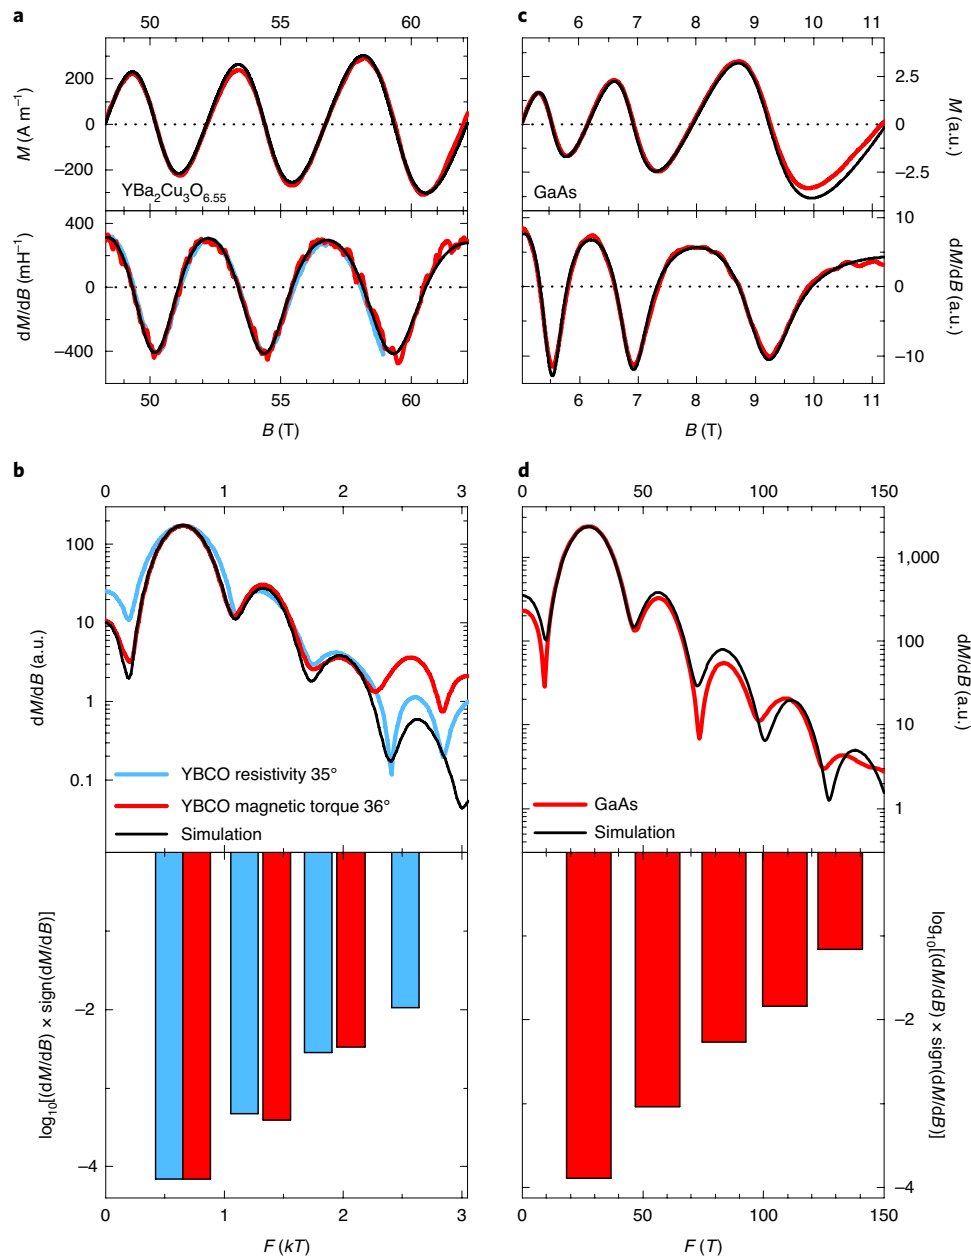 a
50 55 60
200
0
−200
M (A m⁻¹)
YBa₂Cu₃O₆.₅₅
400
0
−400
dM/dB (mH⁻¹)
50 55 60
B (T)
c
6 7 8 9 10 11
2.5
0
−2.5
M (a.u.)
GaAs
10
0
−10
dM/dB (a.u.)
6 7 8 9 10 11
B (T)
b
0 1 2 3
100
10
1
0.1
dM/dB (a.u.)
YBCO resistivity 35°
YBCO magnetic torque 36°
Simulation
−2
−4
log₁₀[(dM/dB) × sign(dM/dB)]
0 1 2 3
F (kT)
d
0 50 100 150
1,000
100
10
1
dM/dB (a.u.)
GaAs
Simulation
−2
−4
log₁₀[(dM/dB) × sign(dM/dB)]
0 50 100 150
F (T)